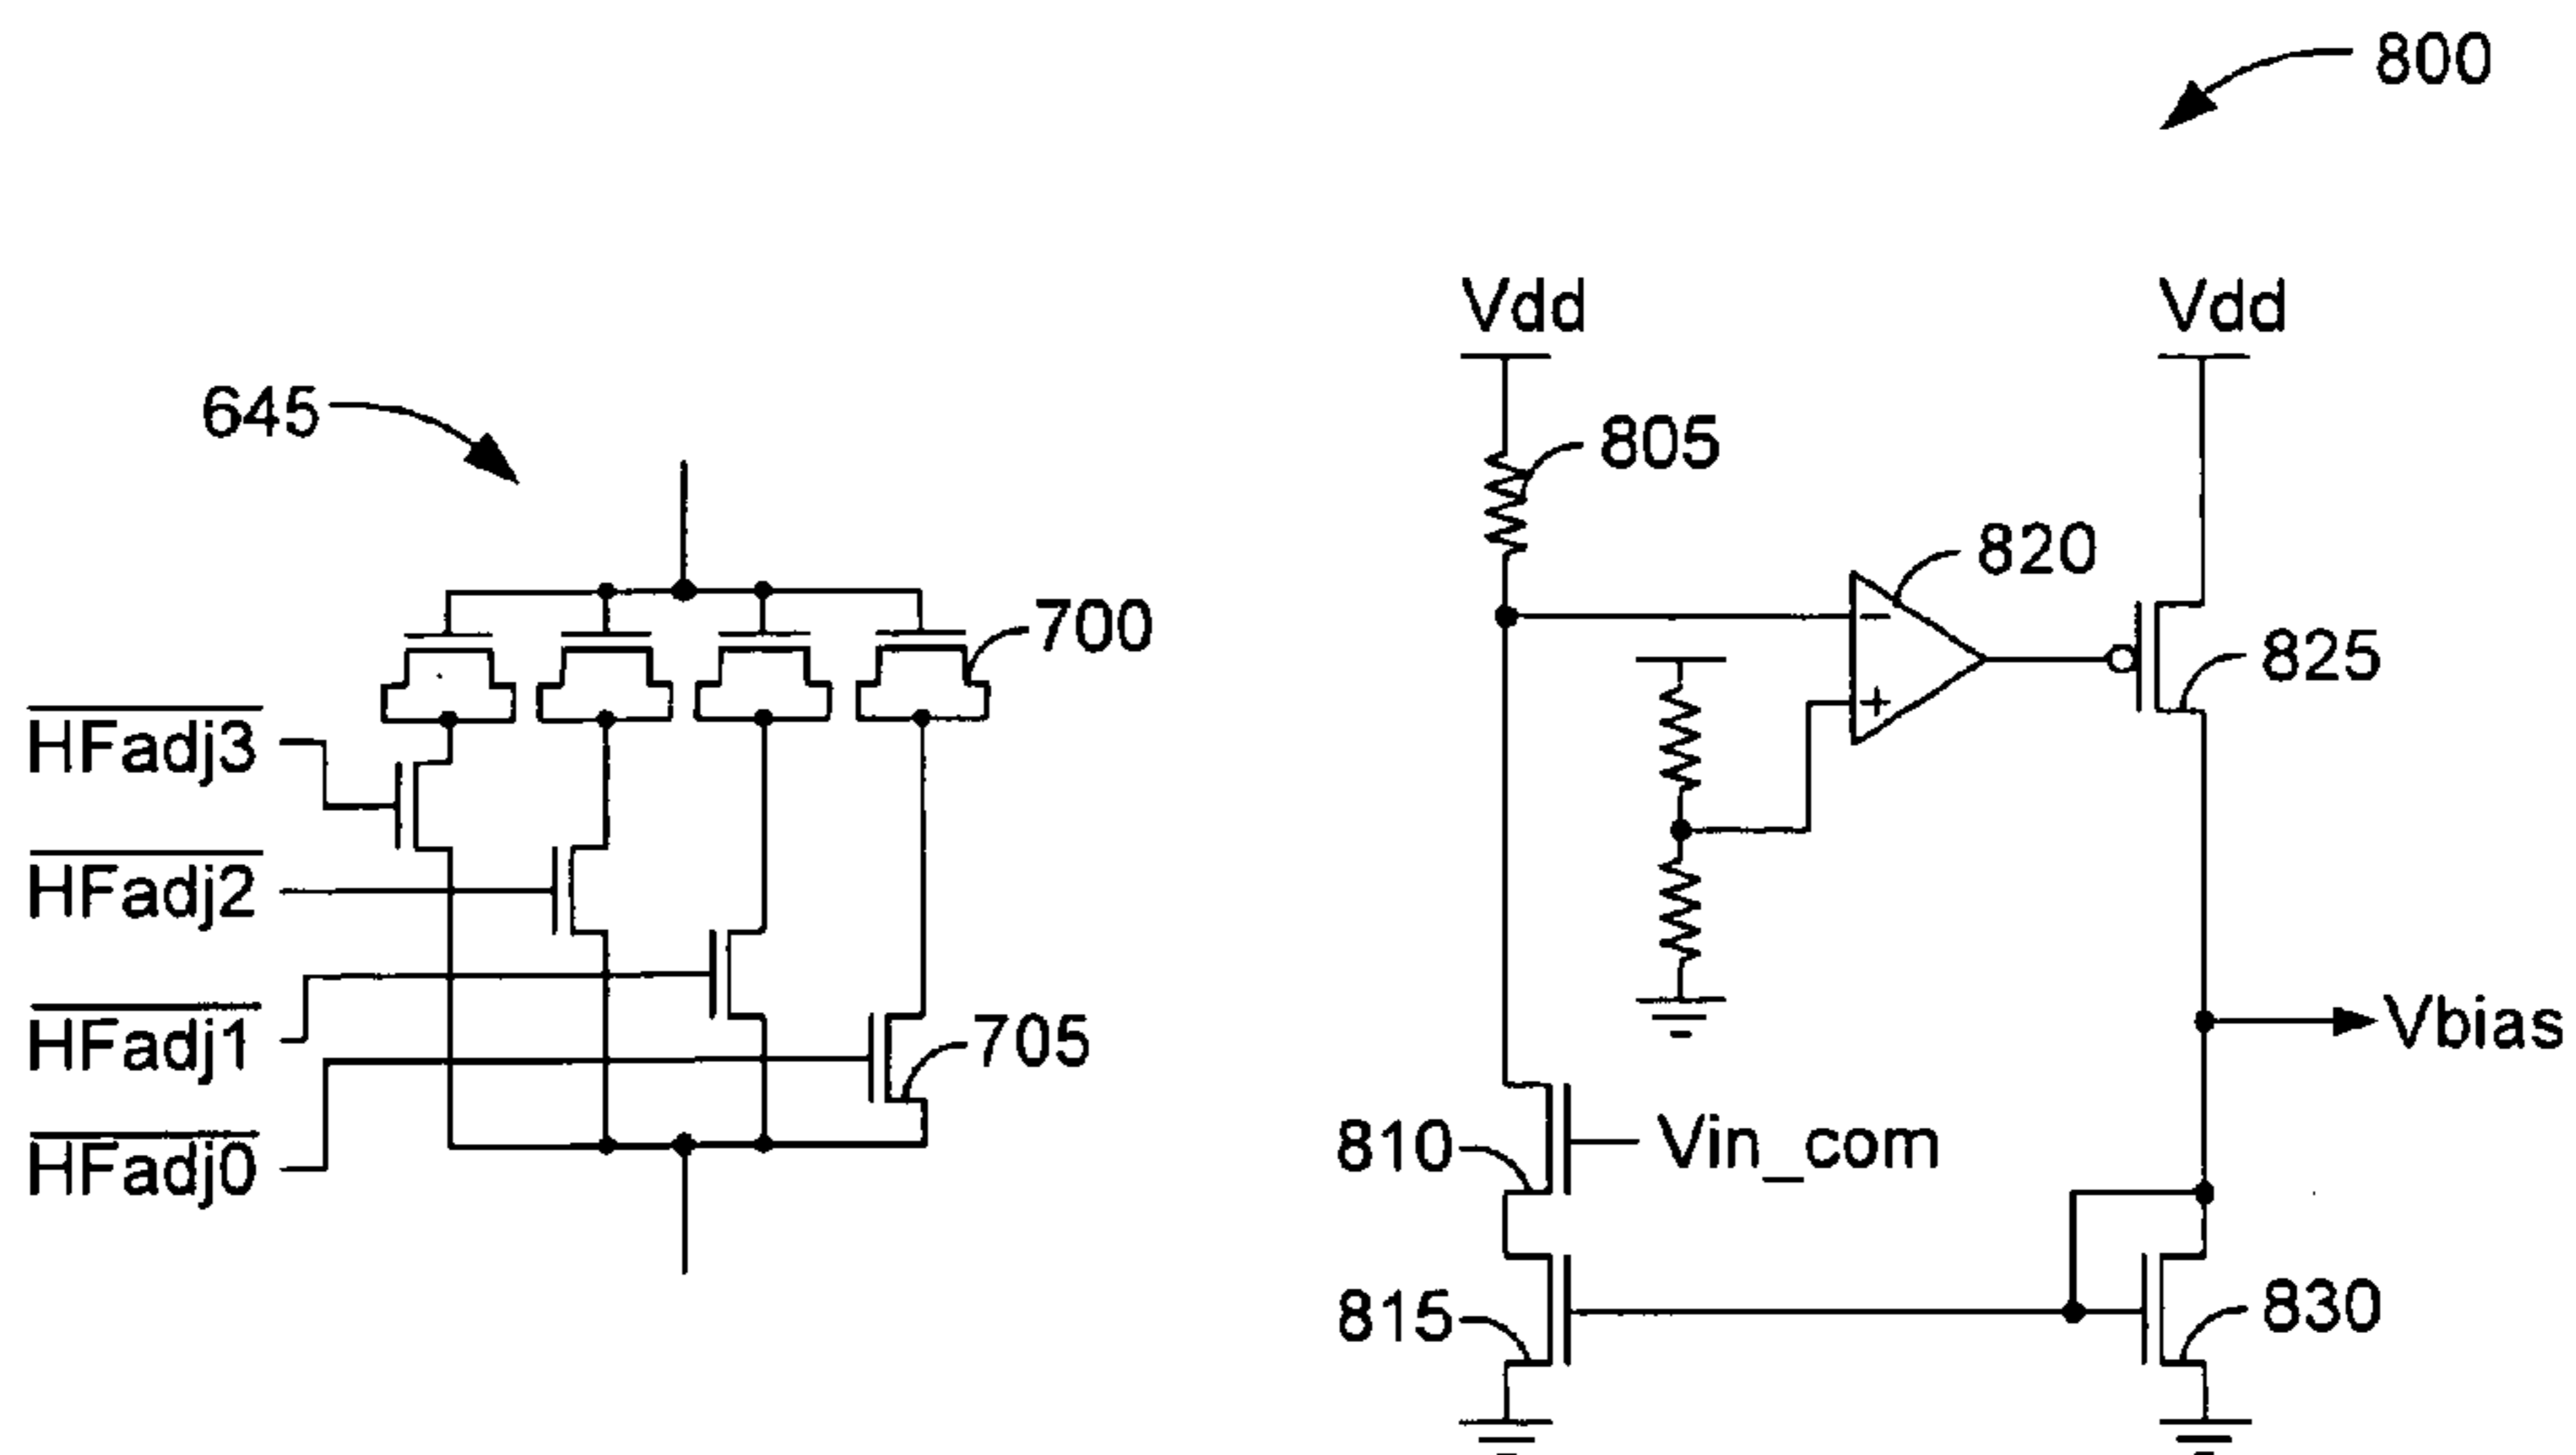 800
Vdd
Vdd
645
805
820
700
825
HFadj3
HFadj2
HFadj1
705
Vbias
810
Vin_com
HFadj0
815
830
−
+